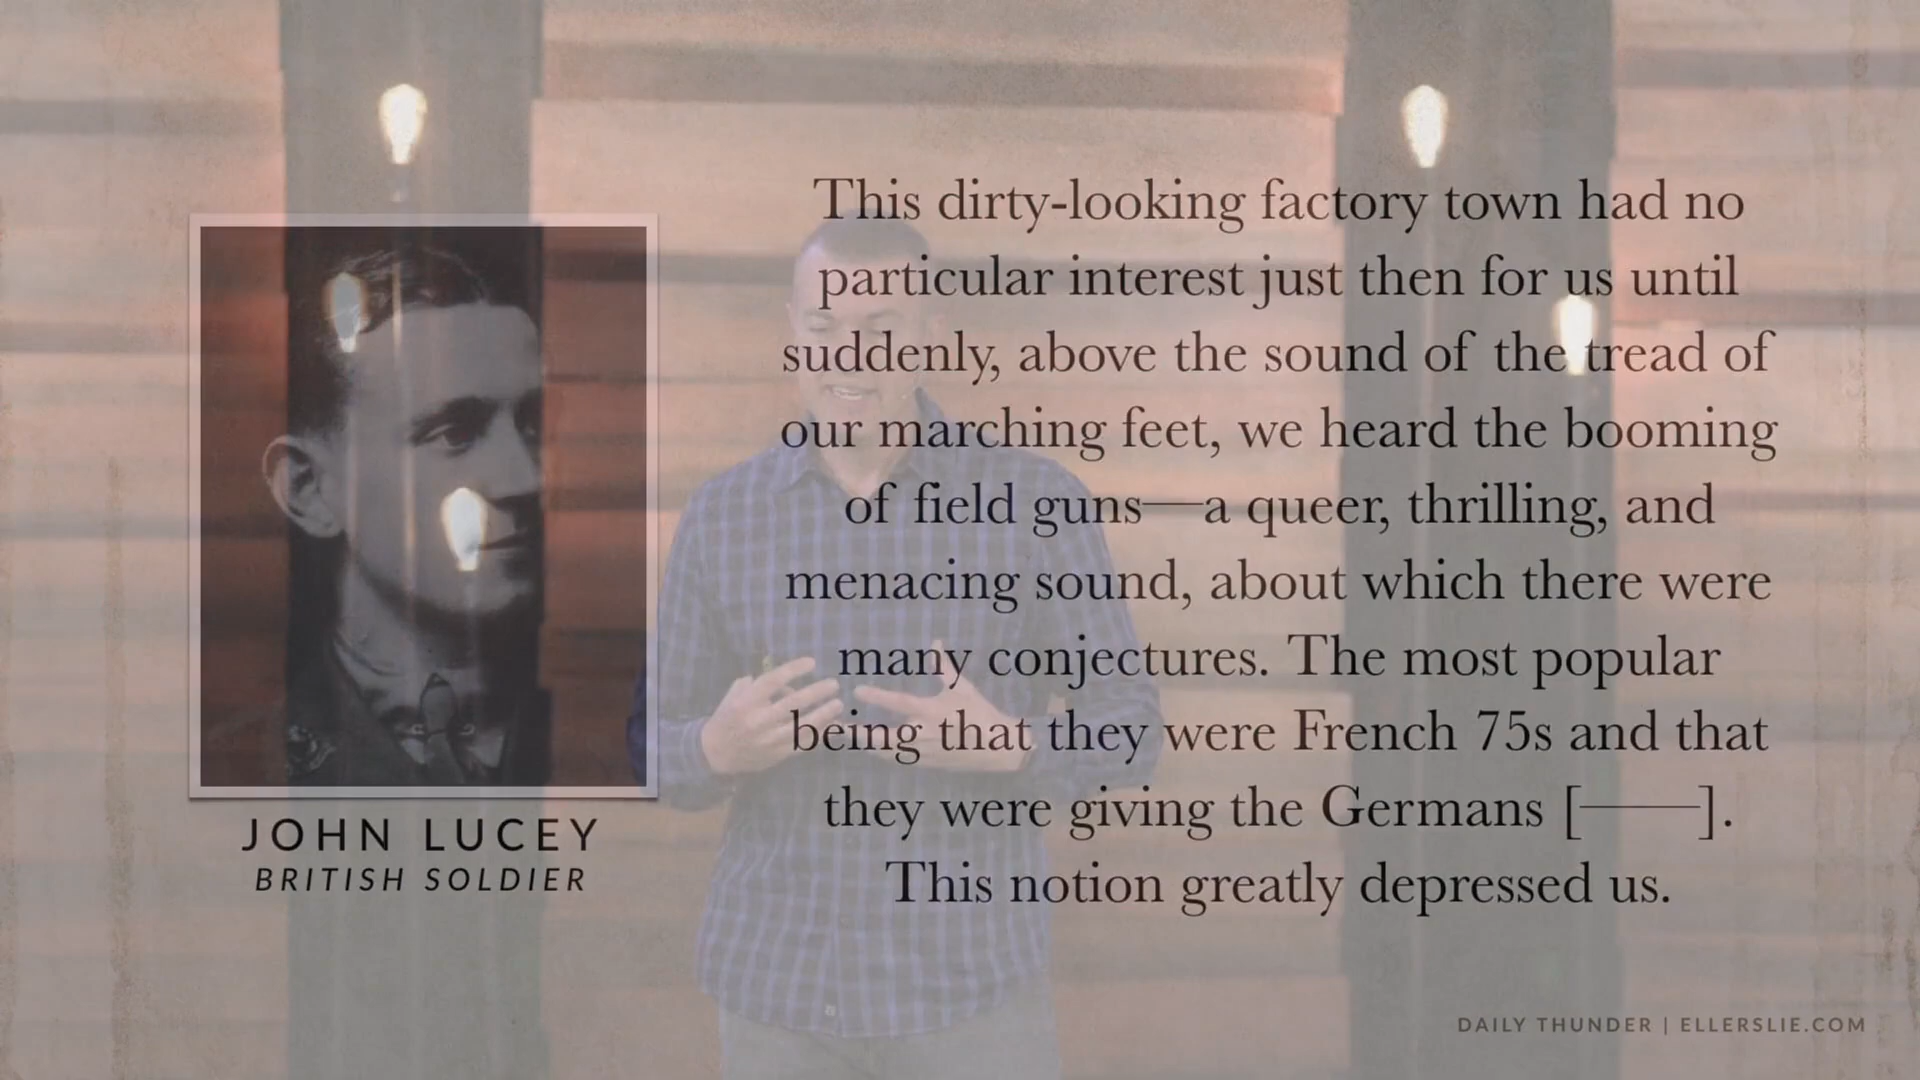 This dirty-looking factory town had no
particular interest just then for us until
suddenly, above the sound of the tread of
our marching feet, we heard the booming
of field guns—a queer, thrilling, and
menacing sound, about which there were
many conjectures. The most popular
being that they were French 75s and that
they were giving the Germans [——].
This notion greatly depressed us.
JOHN LUCEY
BRITISH SOLDIER
DAILY THUNDER | ELLERSLIE.COM